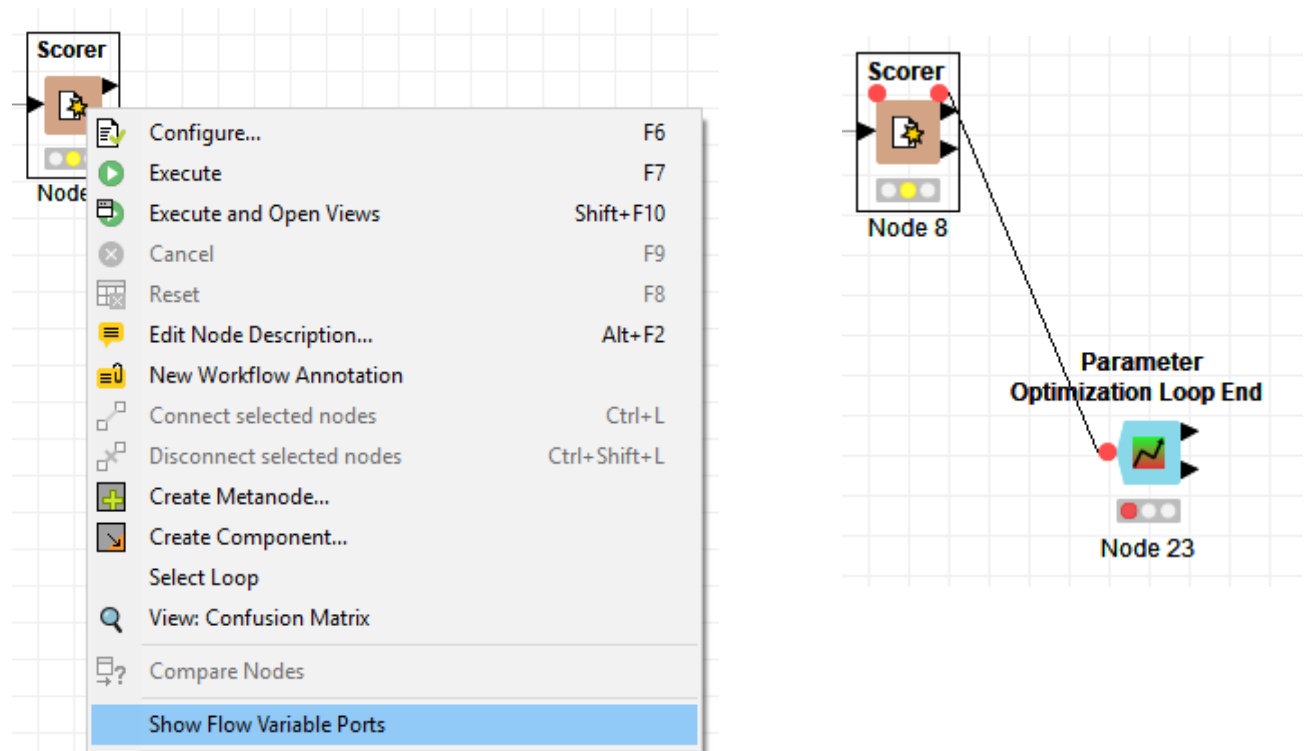 Scorer
Node
Configure... F6
Execute F7
Execute and Open Views Shift+F10
Cancel F9
Reset F8
Edit Node Description... Alt+F2
New Workflow Annotation
Connect selected nodes Ctrl+L
Disconnect selected nodes Ctrl+Shift+L
Create Metanode...
Create Component...
Select Loop
View: Confusion Matrix
Compare Nodes
Show Flow Variable Ports
Scorer
Node 8
Parameter
Optimization Loop End
Node 23